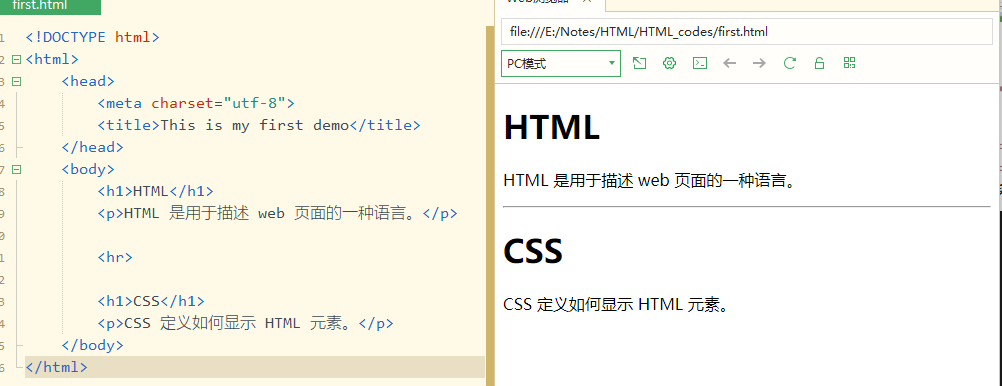 first.html
1 <!DOCTYPE html>
2 <html>
3 <head>
4 <meta charset="utf-8">
5 <title>This is my first demo</title>
6 </head>
7 <body>
8 <h1>HTML</h1>
9 <p>HTML 是用于描述 web 页面的一种语言。</p>
0
1 <hr>
2
3 <h1>CSS</h1>
4 <p>CSS 定义如何显示 HTML 元素。</p>
5 </body>
6 </html>
Web浏览器
file:///E:/Notes/HTML/HTML_codes/first.html
PC模式
HTML
HTML 是用于描述 web 页面的一种语言。
CSS
CSS 定义如何显示 HTML 元素。